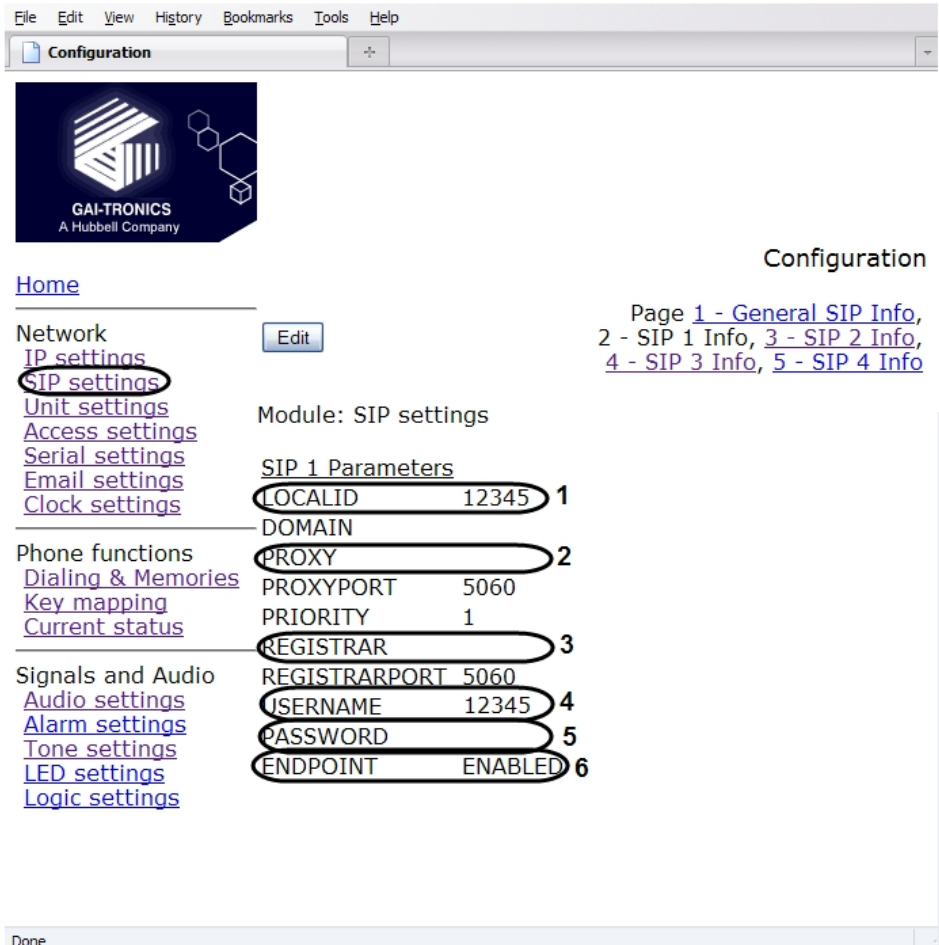 File Edit View History Bookmarks Tools Help
Configuration
GAI-TRONICS
A Hubbell Company
Configuration
Home
Page 1 - General SIP Info,
2 - SIP 1 Info, 3 - SIP 2 Info,
4 - SIP 3 Info, 5 - SIP 4 Info
Network
IP settings
SIP settings
Unit settings
Access settings
Serial settings
Email settings
Clock settings
Phone functions
Dialing & Memories
Key mapping
Current status
Signals and Audio
Audio settings
Alarm settings
Tone settings
LED settings
Logic settings
Edit
Module: SIP settings
SIP 1 Parameters
LOCALID 12345 1
DOMAIN
PROXY 2
PROXYPORT 5060
PRIORITY 1
REGISTRAR 3
REGISTRARPORT 5060
USERNAME 12345 4
PASSWORD 5
ENDPOINT ENABLED 6
Done